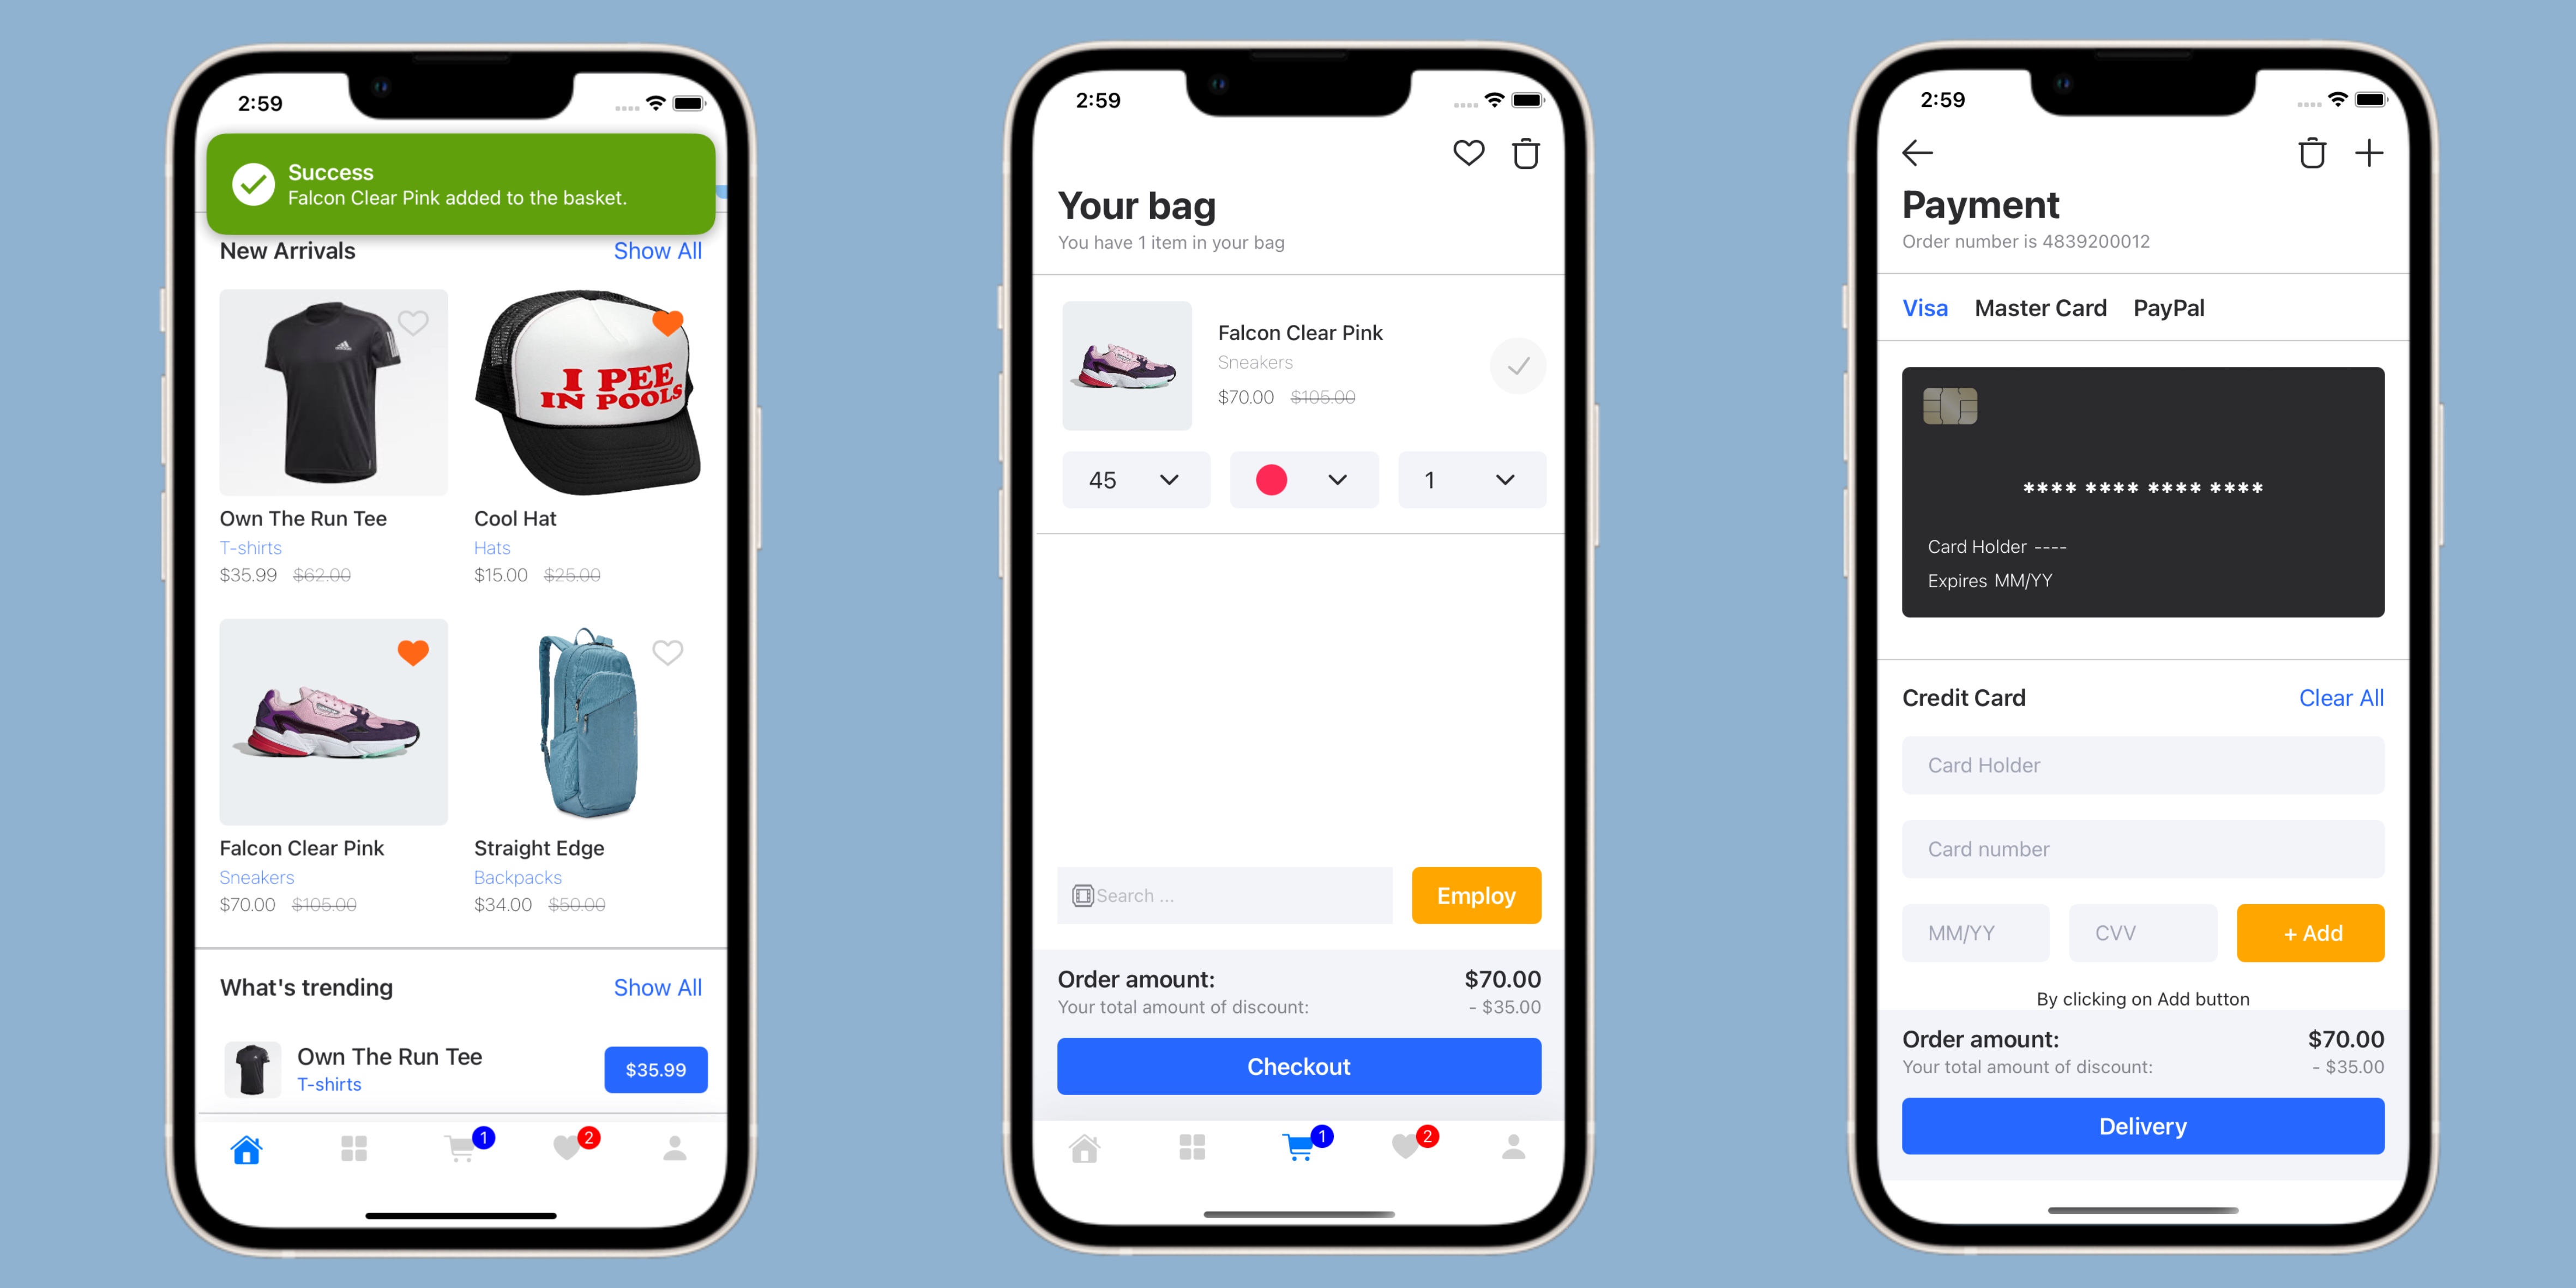 2:59
Success
Falcon Clear Pink added to the basket.
New Arrivals Show All
I PEE
IN POOLS
Own The Run Tee Cool Hat
T-shirts Hats
$35.99 $62.00 $15.00 $25.00
Falcon Clear Pink Straight Edge
Sneakers Backpacks
$70.00 $105.00 $34.00 $50.00
What's trending Show All
Own The Run Tee
T-shirts
$35.99
1 2
2:59
Your bag
You have 1 item in your bag
Falcon Clear Pink
Sneakers
$70.00 $105.00
45 1
Search ... Employ
Order amount: $70.00
Your total amount of discount: - $35.00
Checkout
1 2
2:59
Payment
Order number is 4839200012
Visa Master Card PayPal
**** **** **** ****
Card Holder ----
Expires MM/YY
Credit Card Clear All
Card Holder
Card number
MM/YY CVV + Add
By clicking on Add button
Order amount: $70.00
Your total amount of discount: - $35.00
Delivery